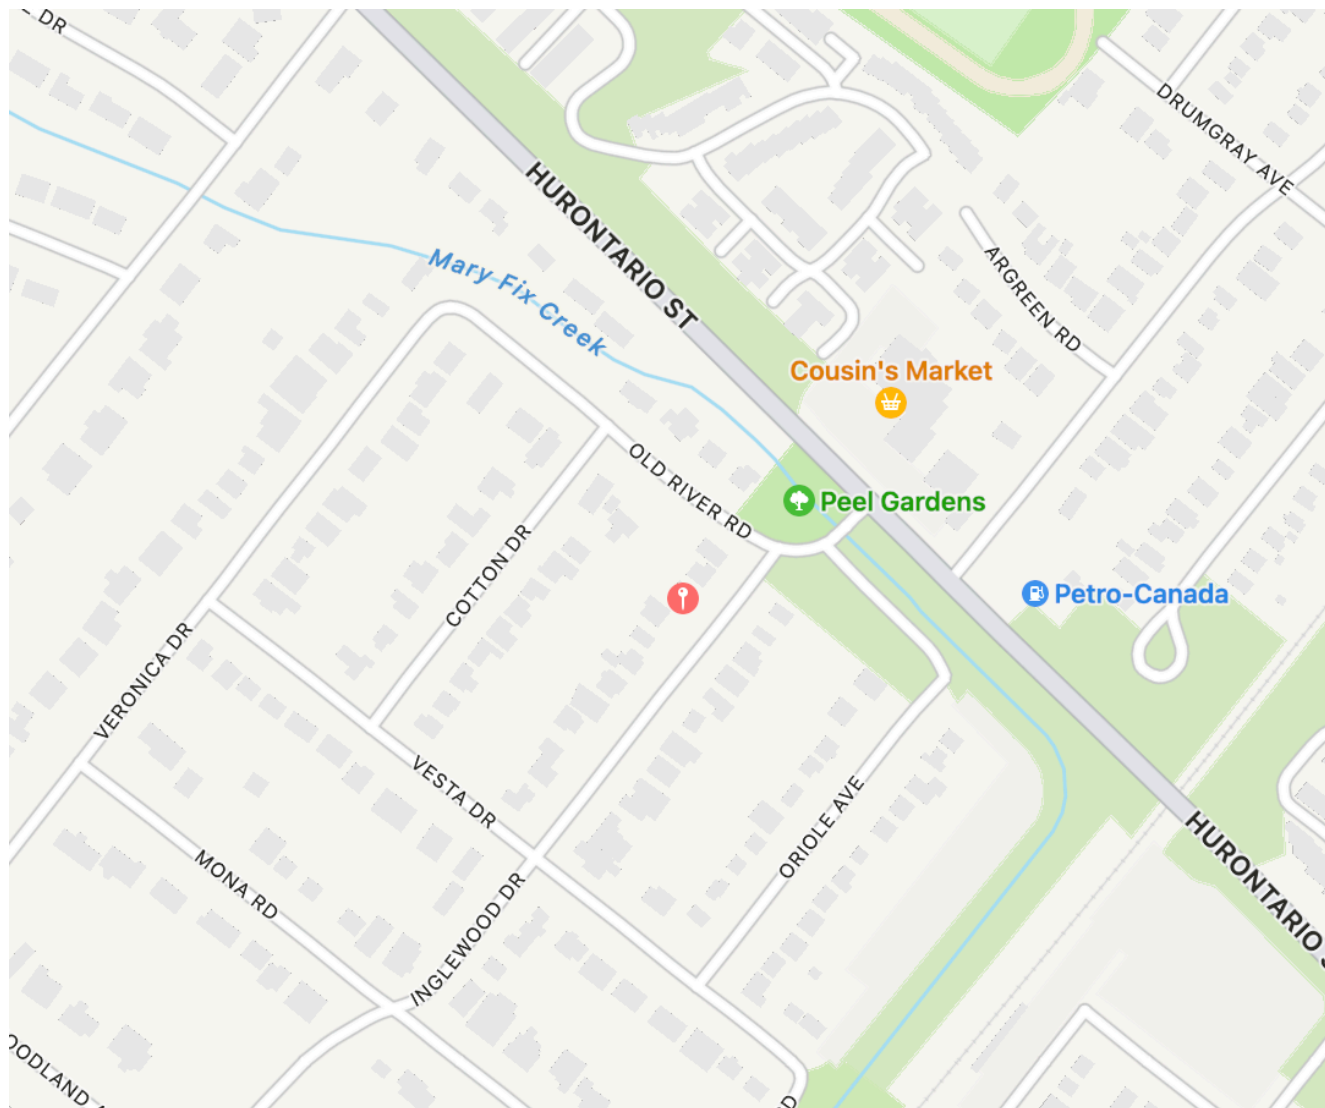 DR
DRUMGRAY AVE
HURONTARIO ST
Mary Fix Creek
ARGREEN RD
Cousin's Market
OLD RIVER RD
Peel Gardens
COTTON DR
Petro-Canada
VERONICA DR
VESTA DR
ORIOLE AVE
MONA RD
HURONTARIO
INGLEWOOD DR
OODLAND